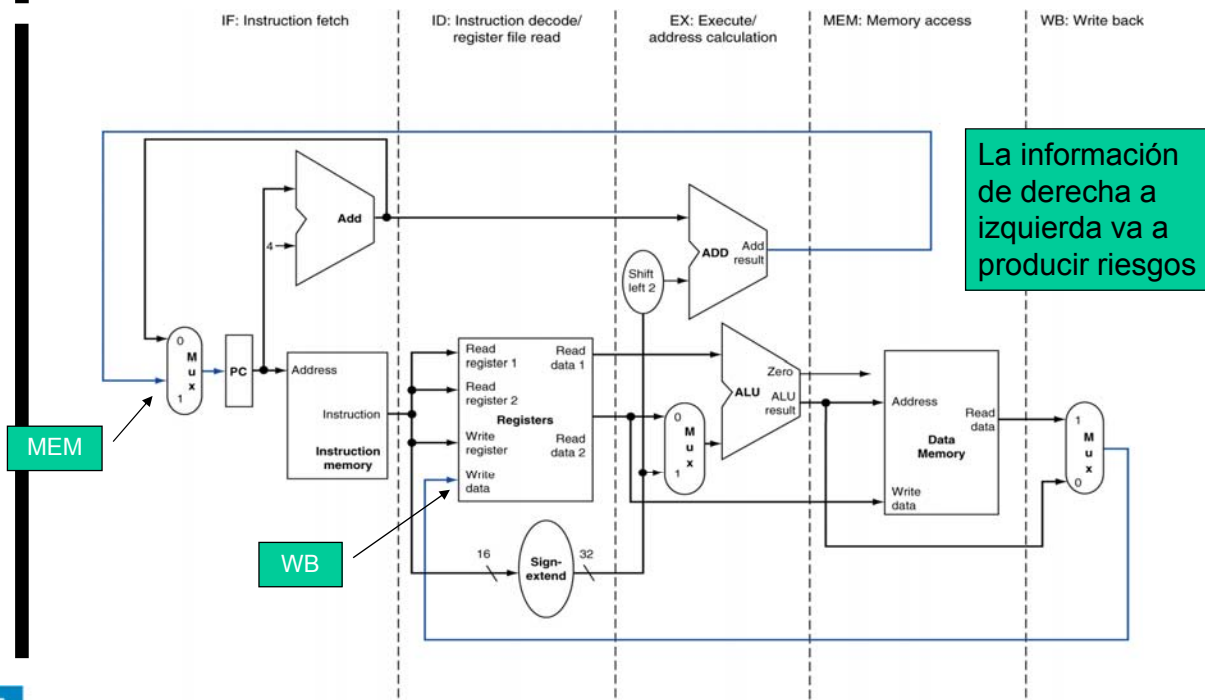 IF: Instruction fetch
ID: Instruction decode/
register file read
EX: Execute/
address calculation
MEM: Memory access
WB: Write back
La información
de derecha a
izquierda va a
producir riesgos
Add
4
ADD
Add
result
Shift
left 2
0
M
u
x
1
PC
Address
Instruction
Instruction
memory
Read
register 1
Read
data 1
Read
register 2
Registers
Write
register
Read
data 2
Write
data
0
M
u
x
1
Zero
ALU
ALU
result
Address
Read
data
Data
Memory
Write
data
1
M
u
x
0
MEM
WB
16
Sign-
extend
32